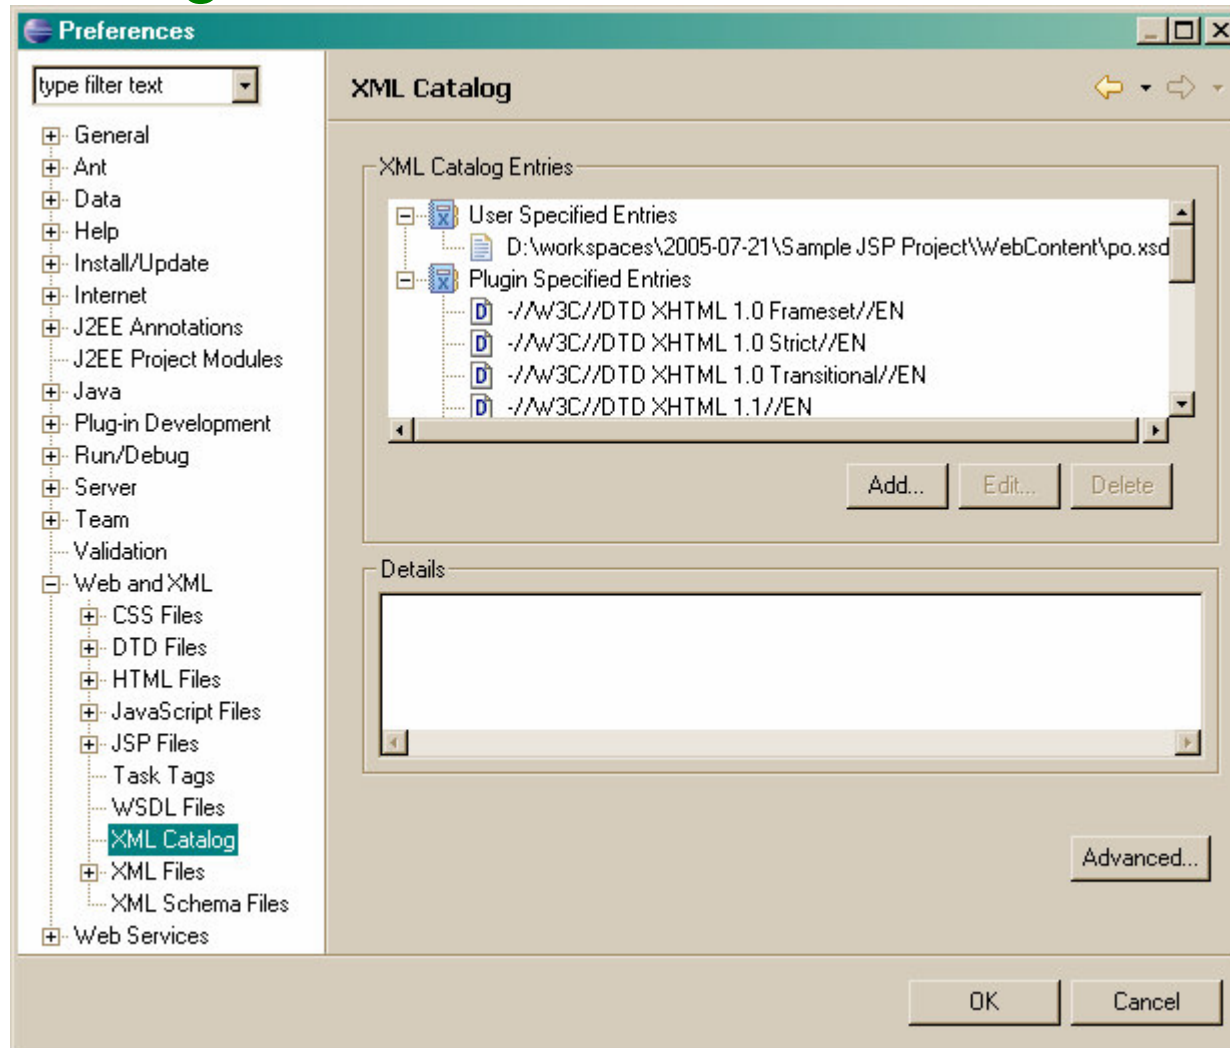 Preferences
type filter text
General
Ant
Data
Help
Install/Update
Internet
J2EE Annotations
J2EE Project Modules
Java
Plug-in Development
Run/Debug
Server
Team
Validation
Web and XML
CSS Files
DTD Files
HTML Files
JavaScript Files
JSP Files
Task Tags
WSDL Files
XML Catalog
XML Files
XML Schema Files
Web Services
XML Catalog
XML Catalog Entries
User Specified Entries
D:\workspaces\2005-07-21\Sample JSP Project\WebContent\po.xsd
Plugin Specified Entries
-//W3C//DTD XHTML 1.0 Frameset//EN
-//W3C//DTD XHTML 1.0 Strict//EN
-//W3C//DTD XHTML 1.0 Transitional//EN
-//W3C//DTD XHTML 1.1//EN
Add... Edit... Delete
Details
Advanced...
OK Cancel